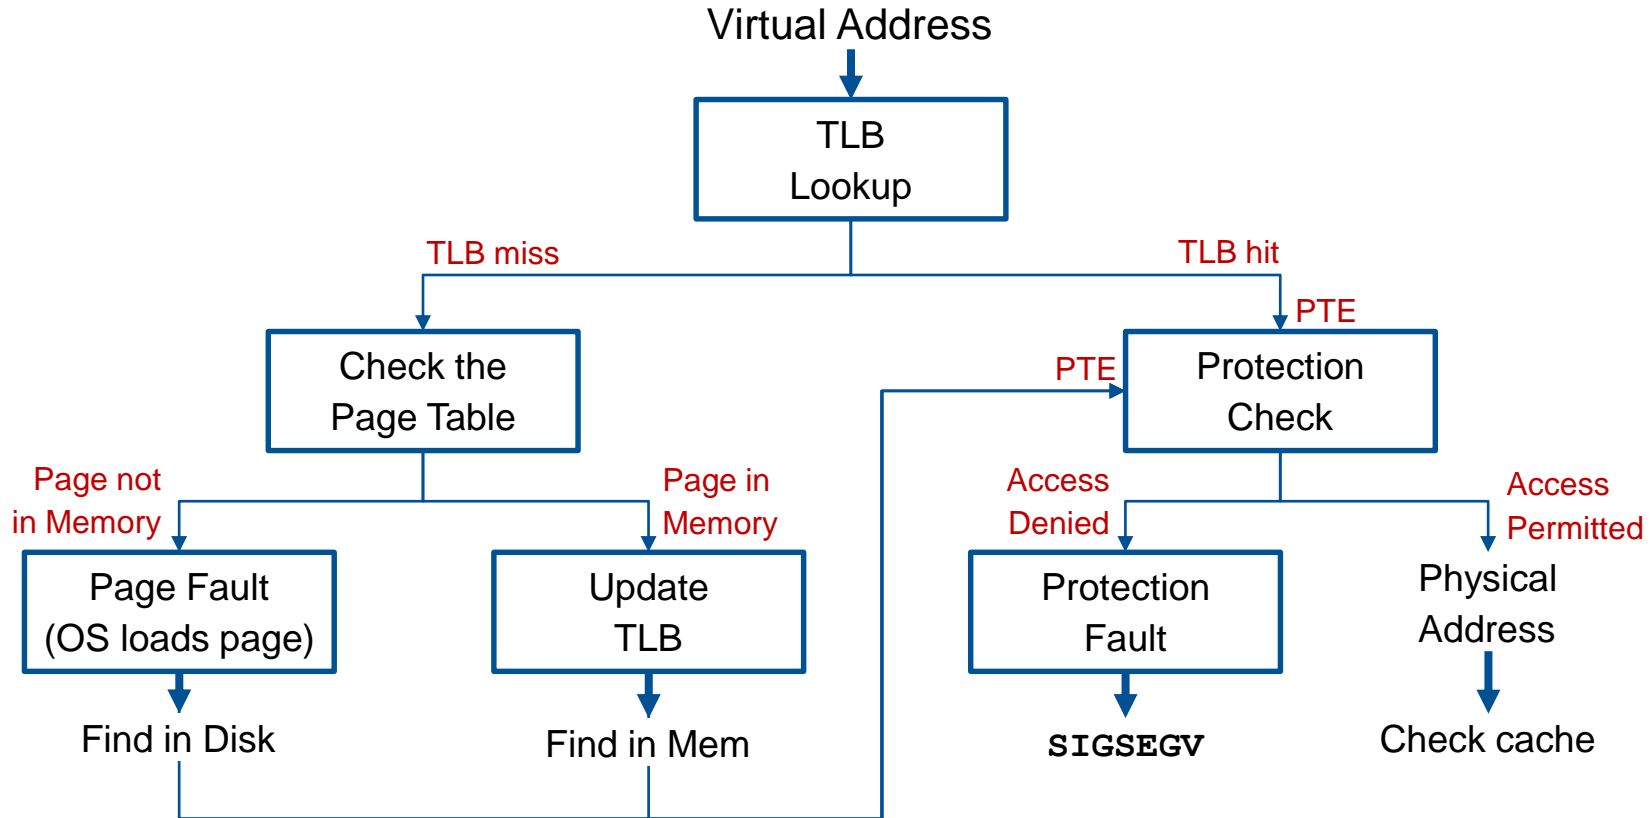 Virtual Address
TLB
Lookup
TLB miss
TLB hit
PTE
Check the
Page Table
PTE
Protection
Check
Page not
in Memory
Page in
Memory
Access
Denied
Access
Permitted
Page Fault
(OS loads page)
Update
TLB
Protection
Fault
Physical
Address
Find in Disk
Find in Mem
SIGSEGV
Check cache